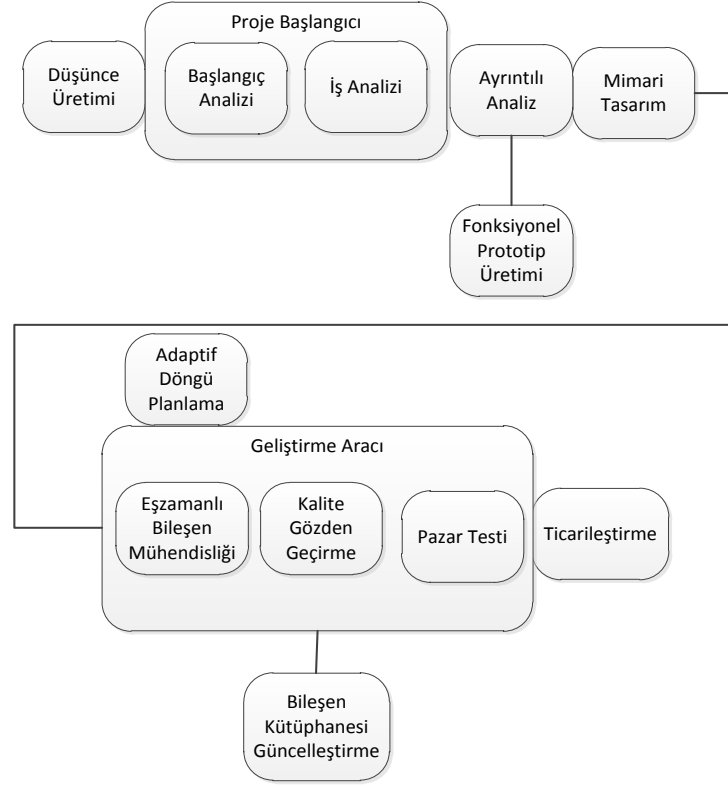 Proje Başlangıcı
Düşünce
Üretimi
Başlangıç
Analizi
İş Analizi
Ayrıntılı
Analiz
Mimari
Tasarım
Fonksiyonel
Prototip
Üretimi
Adaptif
Döngü
Planlama
Geliştirme Aracı
Eşzamanlı
Bileşen
Mühendisliği
Kalite
Gözden
Geçirme
Pazar Testi
Ticarileştirme
Bileşen
Kütüphanesi
Güncelleştirme